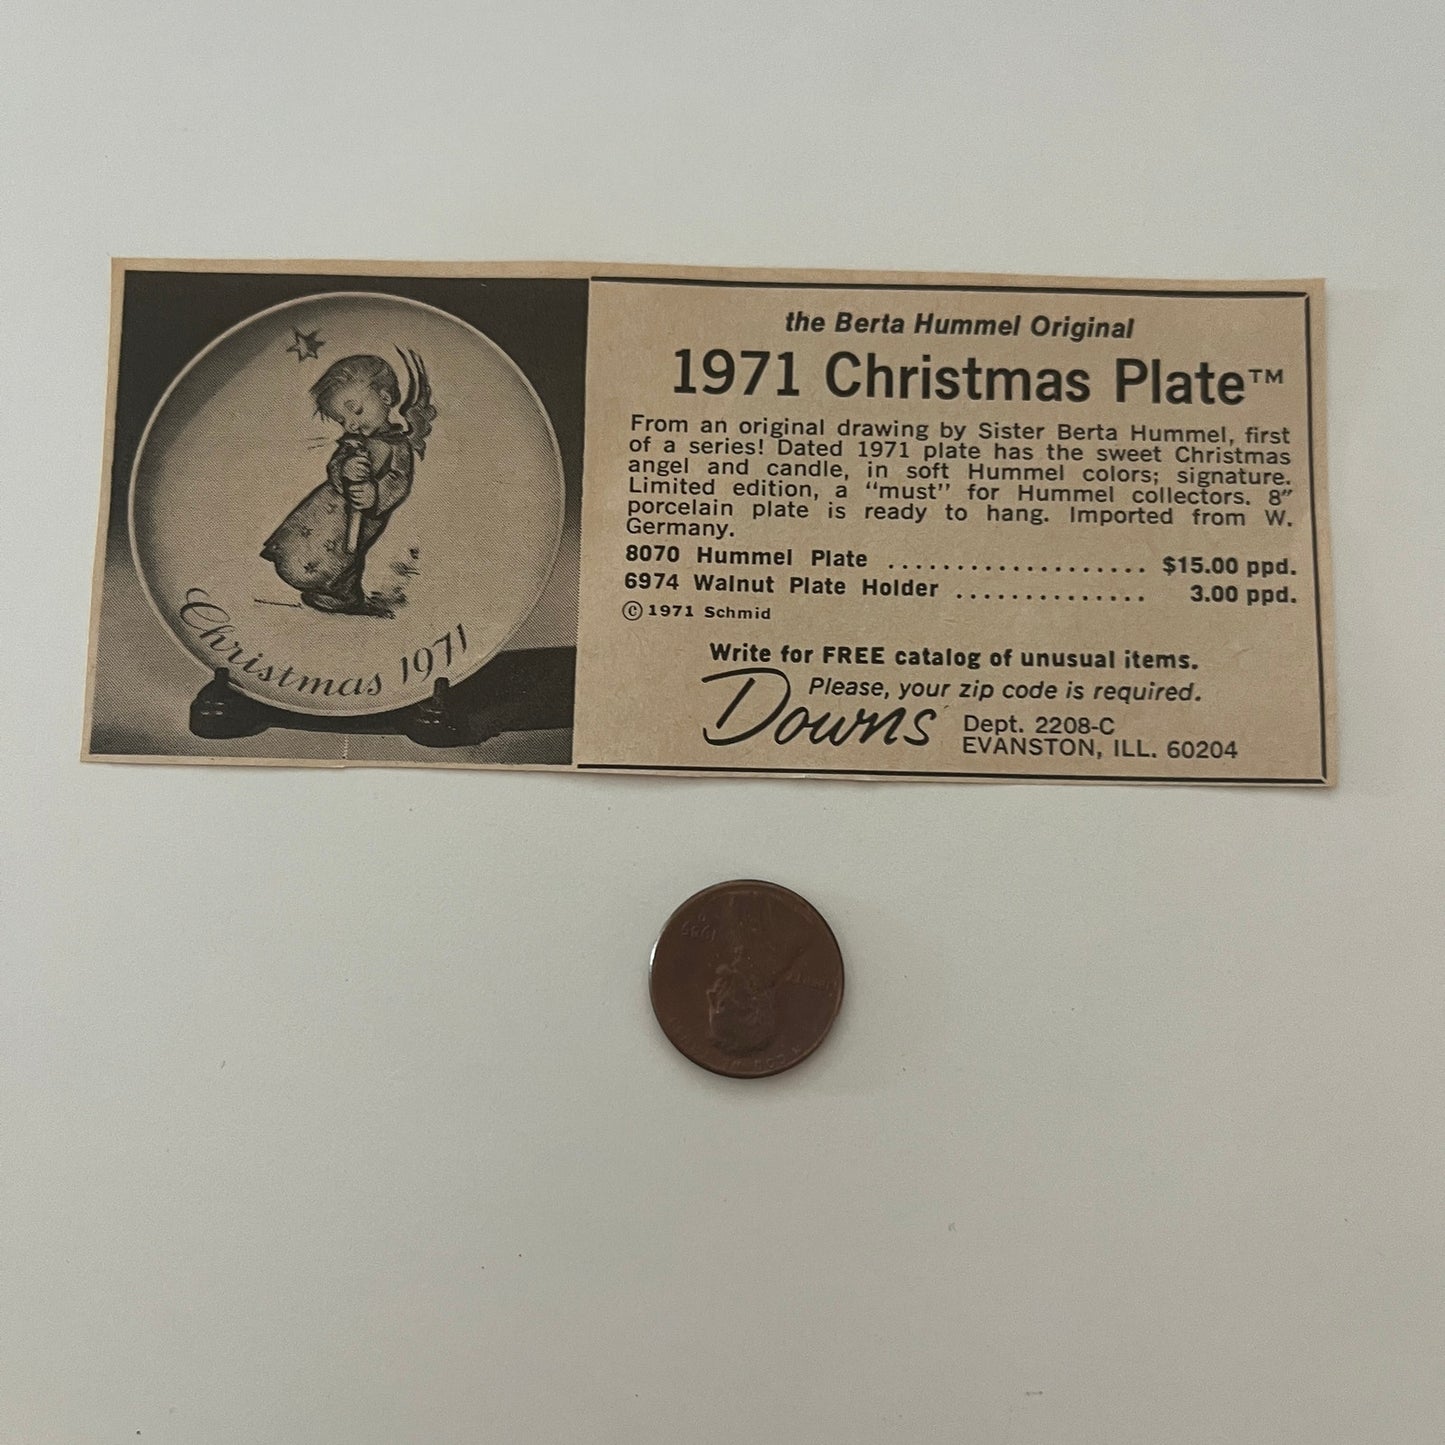 Christmas 1971
the Berta Hummel Original
1971 Christmas Plate™
From an original drawing by Sister Berta Hummel, first
of a series! Dated 1971 plate has the sweet Christmas
angel and candle, in soft Hummel colors; signature.
Limited edition, a “must” for Hummel collectors. 8″
porcelain plate is ready to hang. Imported from W.
Germany.
8070 Hummel Plate .................... $15.00 ppd.
6974 Walnut Plate Holder .............. 3.00 ppd.
© 1971 Schmid
Write for FREE catalog of unusual items.
Please, your zip code is required.
Downs
Dept. 2208-C
EVANSTON, ILL. 60204